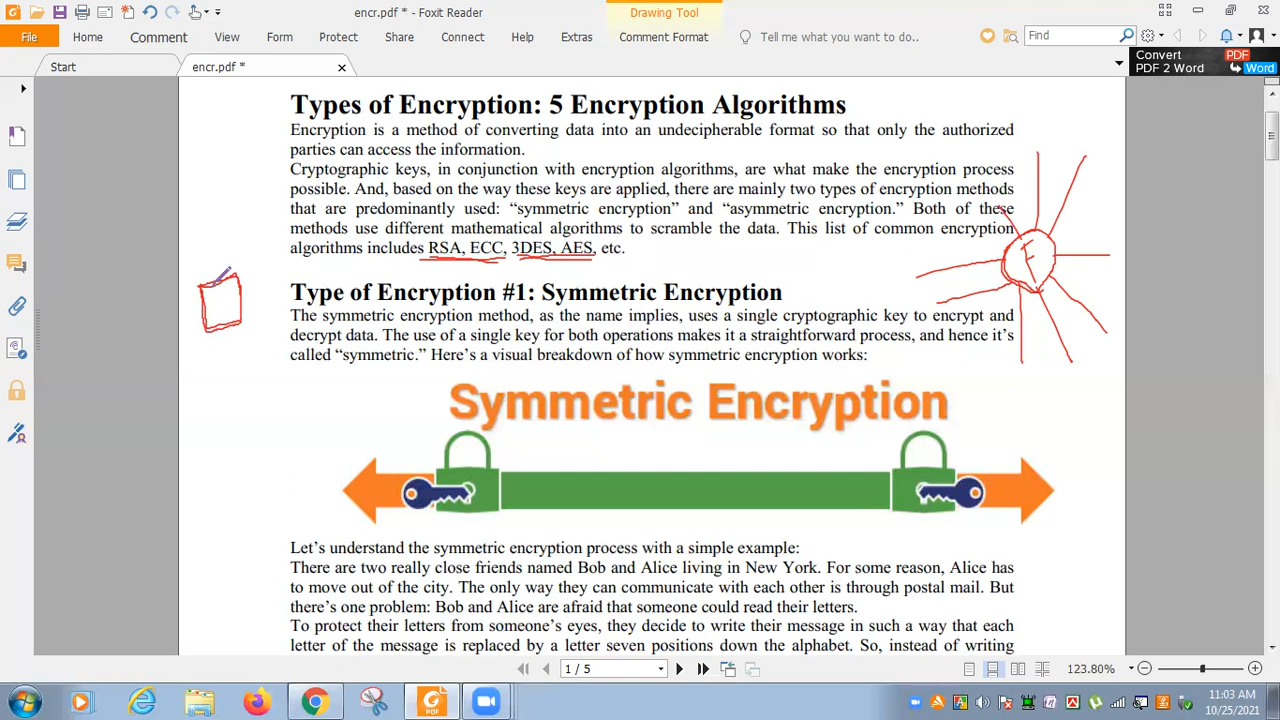 encr.pdf * - Foxit Reader
Drawing Tool
File Home Comment View Form Protect Share Connect Help Extras Comment Format Tell me what you want to do.. Find
Start
encr.pdf *
Convert PDF
PDF 2 Word Word
Types of Encryption: 5 Encryption Algorithms
Encryption is a method of converting data into an undecipherable format so that only the authorized
parties can access the information.
Cryptographic keys, in conjunction with encryption algorithms, are what make the encryption process
possible. And, based on the way these keys are applied, there are mainly two types of encryption methods
that are predominantly used: “symmetric encryption” and “asymmetric encryption.” Both of these
methods use different mathematical algorithms to scramble the data. This list of common encryption
algorithms includes RSA, ECC, 3DES, AES, etc.
Type of Encryption #1: Symmetric Encryption
The symmetric encryption method, as the name implies, uses a single cryptographic key to encrypt and
decrypt data. The use of a single key for both operations makes it a straightforward process, and hence it’s
called “symmetric.” Here’s a visual breakdown of how symmetric encryption works:
Symmetric Encryption
Let’s understand the symmetric encryption process with a simple example:
There are two really close friends named Bob and Alice living in New York. For some reason, Alice has
to move out of the city. The only way they can communicate with each other is through postal mail. But
there’s one problem: Bob and Alice are afraid that someone could read their letters.
To protect their letters from someone’s eyes, they decide to write their message in such a way that each
letter of the message is replaced by a letter seven positions down the alphabet. So, instead of writing
1 / 5
123.80%
PDF
11:03 AM
10/25/2021